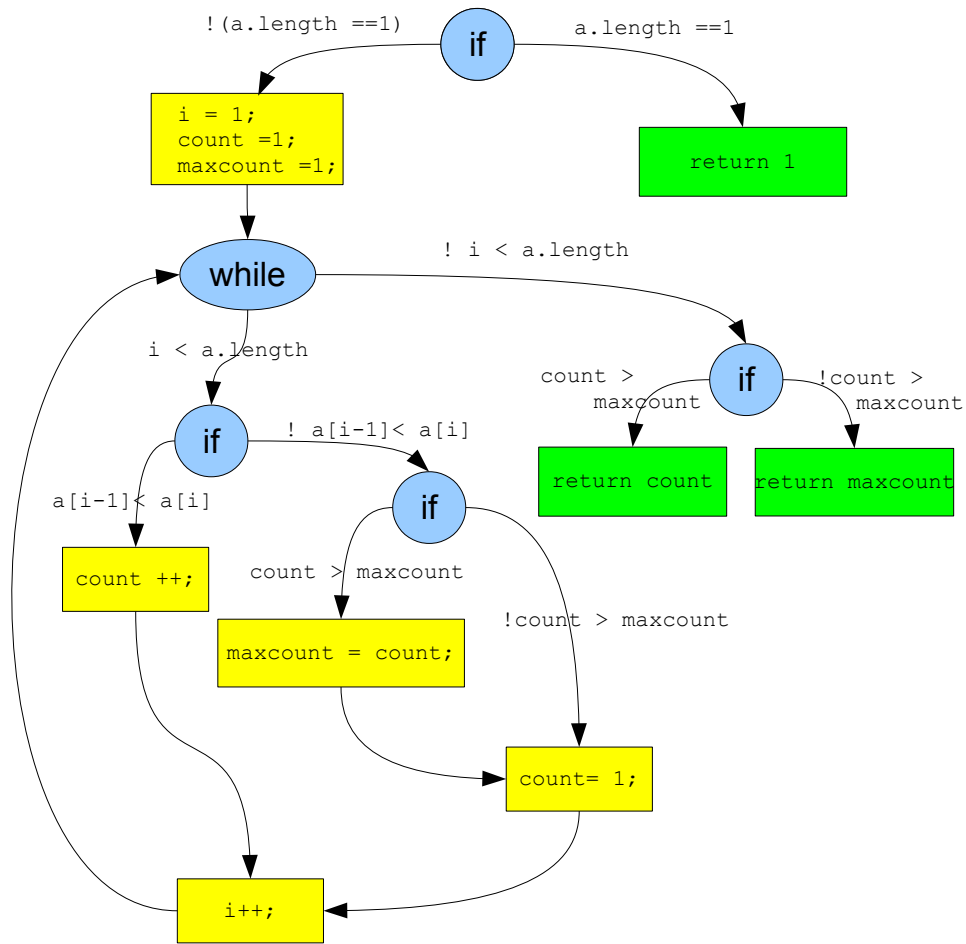 !(a.length ==1)
if
a.length ==1
i = 1;
count =1;
maxcount =1;
return 1
while
! i < a.length
i < a.length
if
count >
maxcount
!count >
maxcount
if
! a[i-1]< a[i]
return count
return maxcount
a[i-1]< a[i]
if
count ++;
count > maxcount
!count > maxcount
maxcount = count;
count= 1;
i++;